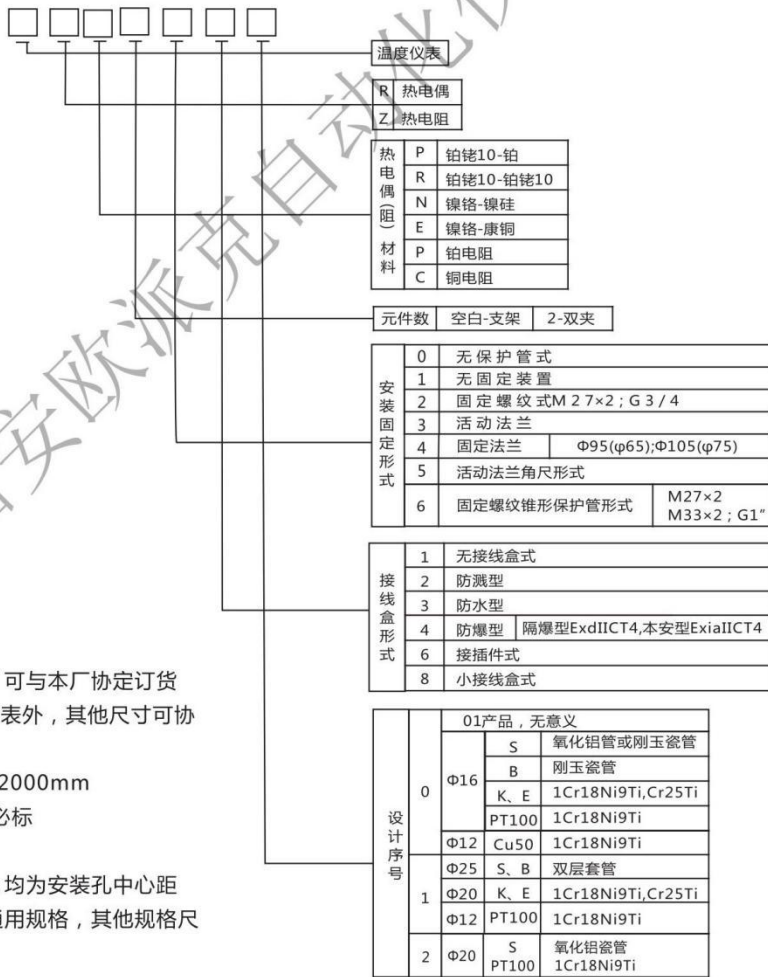 温度仪表
R 热电偶
Z 热电阻
热电偶(阻)材料
P 铂铑10-铂
R 铂铑10-铂铑10
N 镍铬-镍硅
E 镍铬-康铜
P 铂电阻
C 铜电阻
元件数 空白-支架 2-双夹
安装固定形式
0 无保护管式
1 无固定装置
2 固定螺纹式M27×2；G3/4
3 活动法兰
4 固定法兰 Φ95(φ65);Φ105(φ75)
5 活动法兰角尺形式
6 固定螺纹锥形保护管形式 M27×2
M33×2；G1″
接线盒形式
1 无接线盒式
2 防溅型
3 防水型
4 防爆型 隔爆型ExdIICT4,本安型ExiaIICT4
6 接插件式
8 小接线盒式
设计序号
01产品，无意义
0 Φ16 S 氧化铝管或刚玉瓷管
B 刚玉瓷管
K、E 1Cr18Ni9Ti,Cr25Ti
PT100 1Cr18Ni9Ti
Φ12 Cu50 1Cr18Ni9Ti
1 Φ25 S、B 双层套管
Φ20 K、E 1Cr18Ni9Ti,Cr25Ti
Φ12 PT100 1Cr18Ni9Ti
2 Φ20 S 氧化铝瓷管
PT100 1Cr18Ni9Ti
可与本厂协定订货
表外，其他尺寸可协
2000mm
必标
均为安装孔中心距
通用规格，其他规格尺
安欧派克自动化仪